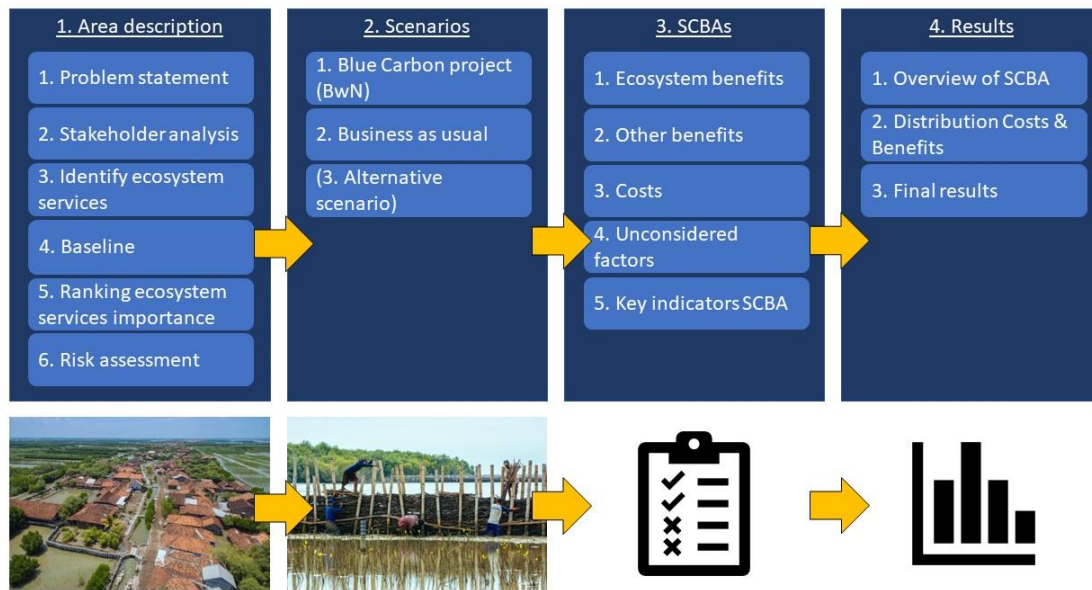 1. Area description
1. Problem statement
2. Stakeholder analysis
3. Identify ecosystem
services
4. Baseline
5. Ranking ecosystem
services importance
6. Risk assessment
2. Scenarios
1. Blue Carbon project
(BwN)
2. Business as usual
(3. Alternative
scenario)
3. SCBAs
1. Ecosystem benefits
2. Other benefits
3. Costs
4. Unconsidered
factors
5. Key indicators SCBA
4. Results
1. Overview of SCBA
2. Distribution Costs &
Benefits
3. Final results